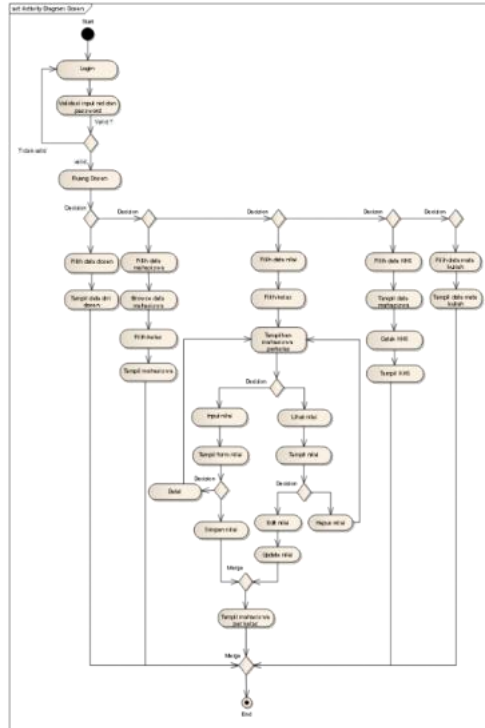 act Activity Diagram Dosen
Start
Login
Validasi input nid dan
password
Valid ?
Tidak valid
valid
Ruang Dosen
Decision
Decision
Decision
Decision
Decision
Pilih data dosen
Pilih data
mahasiswa
Pilih data nilai
Pilih data KHS
Pilih data mata
kuliah
Tampil data diri
dosen
Browse data
mahasiswa
Pilih kelas
Tampil data
mahasiswa
Tampil data mata
kuliah
Pilih kelas
Tampilkan
mahasiswa
perkelas
Cetak KHS
Tampil mahasiswa
Tampil KHS
Decision
Input nilai
Lihat nilai
Tampil form nilai
Tampil nilai
Decision
Decision
Batal
Simpan nilai
Edit nilai
Hapus nilai
Update nilai
Merge
Tampil mahasiswa
per kelas
Merge
End